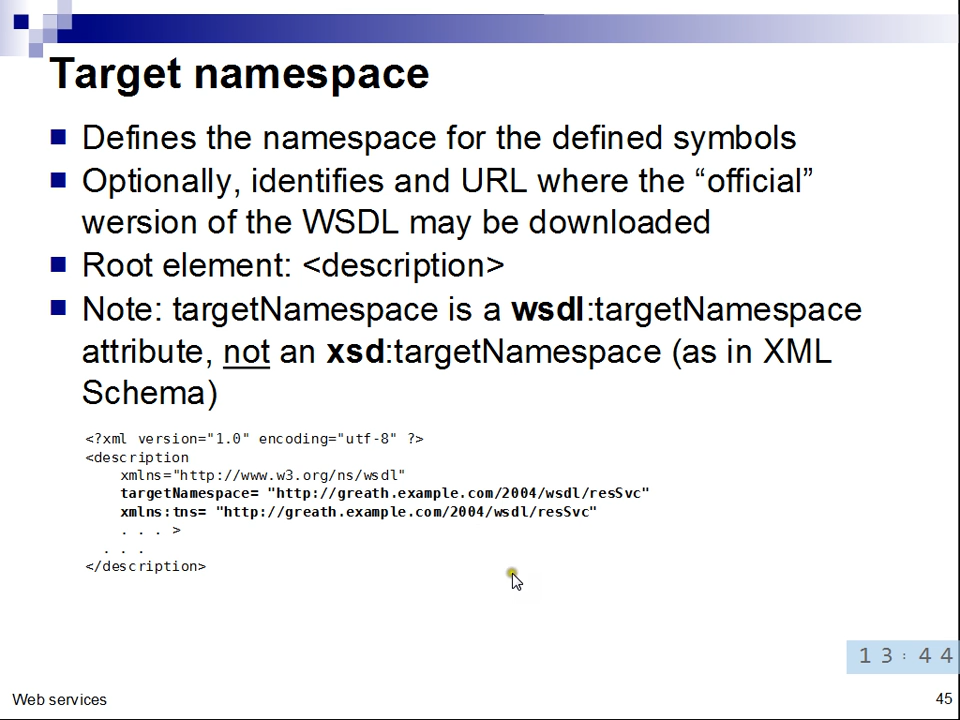 Target namespace
Defines the namespace for the defined symbols
Optionally, identifies and URL where the “official”
wersion of the WSDL may be downloaded
Root element: <description>
Note: targetNamespace is a wsdl:targetNamespace
attribute, not an xsd:targetNamespace (as in XML
Schema)
<?xml version="1.0" encoding="utf-8" ?>
<description
xmlns="http://www.w3.org/ns/wsdl"
targetNamespace= "http://greath.example.com/2004/wsdl/resSvc"
xmlns:tns= "http://greath.example.com/2004/wsdl/resSvc"
. . . >
. . .
</description>
13:44
Web services
45